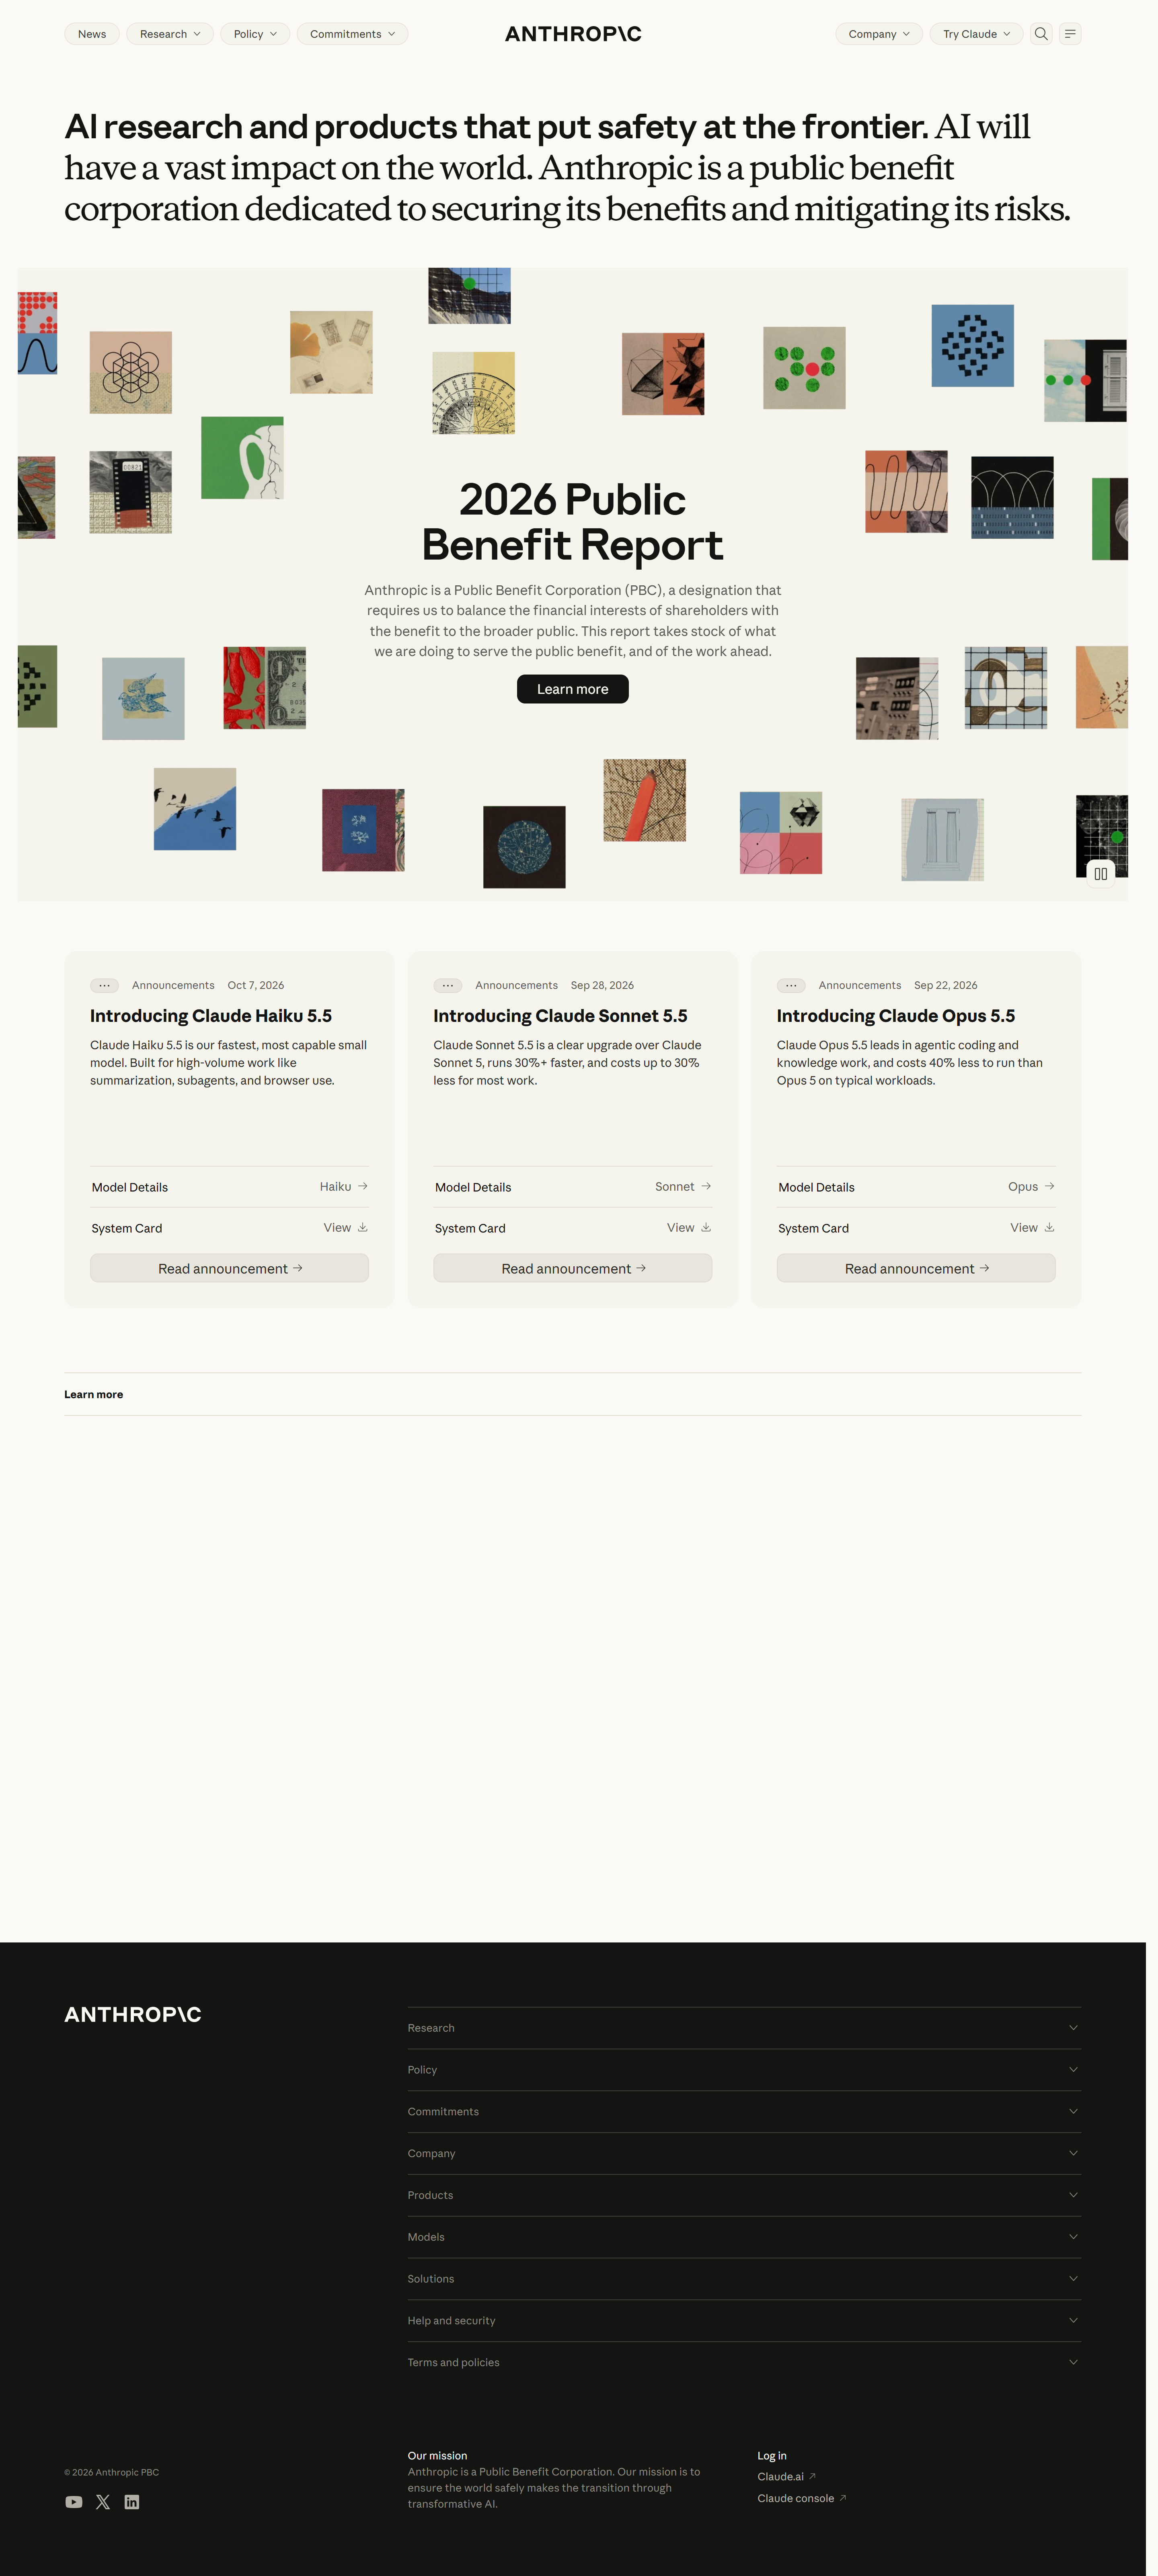 News
Research
Policy
Commitments
ANTHROP\C
Company
Try Claude
AI research and products that put safety at the frontier. AI will
have a vast impact on the world. Anthropic is a public benefit
corporation dedicated to securing its benefits and mitigating its risks.
00821
2026 Public
Benefit Report
Anthropic is a Public Benefit Corporation (PBC), a designation that
requires us to balance the financial interests of shareholders with
the benefit to the broader public. This report takes stock of what
we are doing to serve the public benefit, and of the work ahead.
Learn more
Announcements Oct 7, 2026
Introducing Claude Haiku 5.5
Claude Haiku 5.5 is our fastest, most capable small
model. Built for high-volume work like
summarization, subagents, and browser use.
Model Details Haiku
System Card View
Read announcement
Announcements Sep 28, 2026
Introducing Claude Sonnet 5.5
Claude Sonnet 5.5 is a clear upgrade over Claude
Sonnet 5, runs 30%+ faster, and costs up to 30%
less for most work.
Model Details Sonnet
System Card View
Read announcement
Announcements Sep 22, 2026
Introducing Claude Opus 5.5
Claude Opus 5.5 leads in agentic coding and
knowledge work, and costs 40% less to run than
Opus 5 on typical workloads.
Model Details Opus
System Card View
Read announcement
Learn more
ANTHROP\C
Research
Policy
Commitments
Company
Products
Models
Solutions
Help and security
Terms and policies
© 2026 Anthropic PBC
Our mission
Anthropic is a Public Benefit Corporation. Our mission is to
ensure the world safely makes the transition through
transformative AI.
Log in
Claude.ai
Claude console